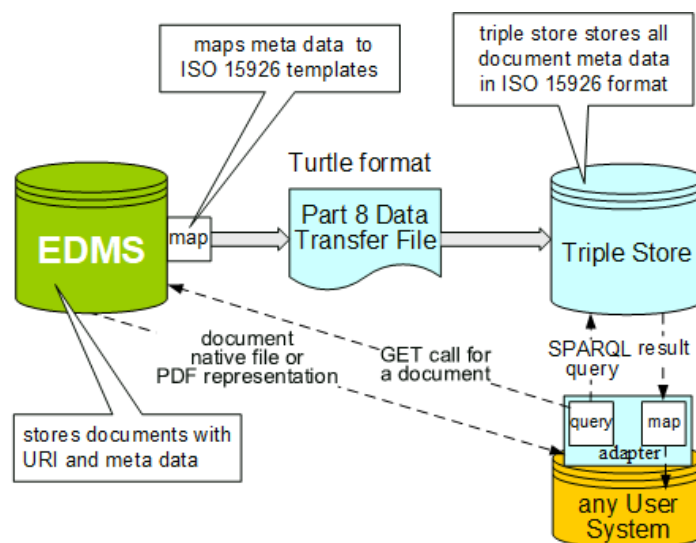 maps meta data to
ISO 15926 templates
triple store stores all
document meta data
in ISO 15926 format
Turtle format
EDMS
map
Part 8 Data
Transfer File
Triple Store
document
native file or
PDF representation
GET call for
a document
SPARQL
query
result
stores documents with
URI and meta data
query
map
adapter
any User
System